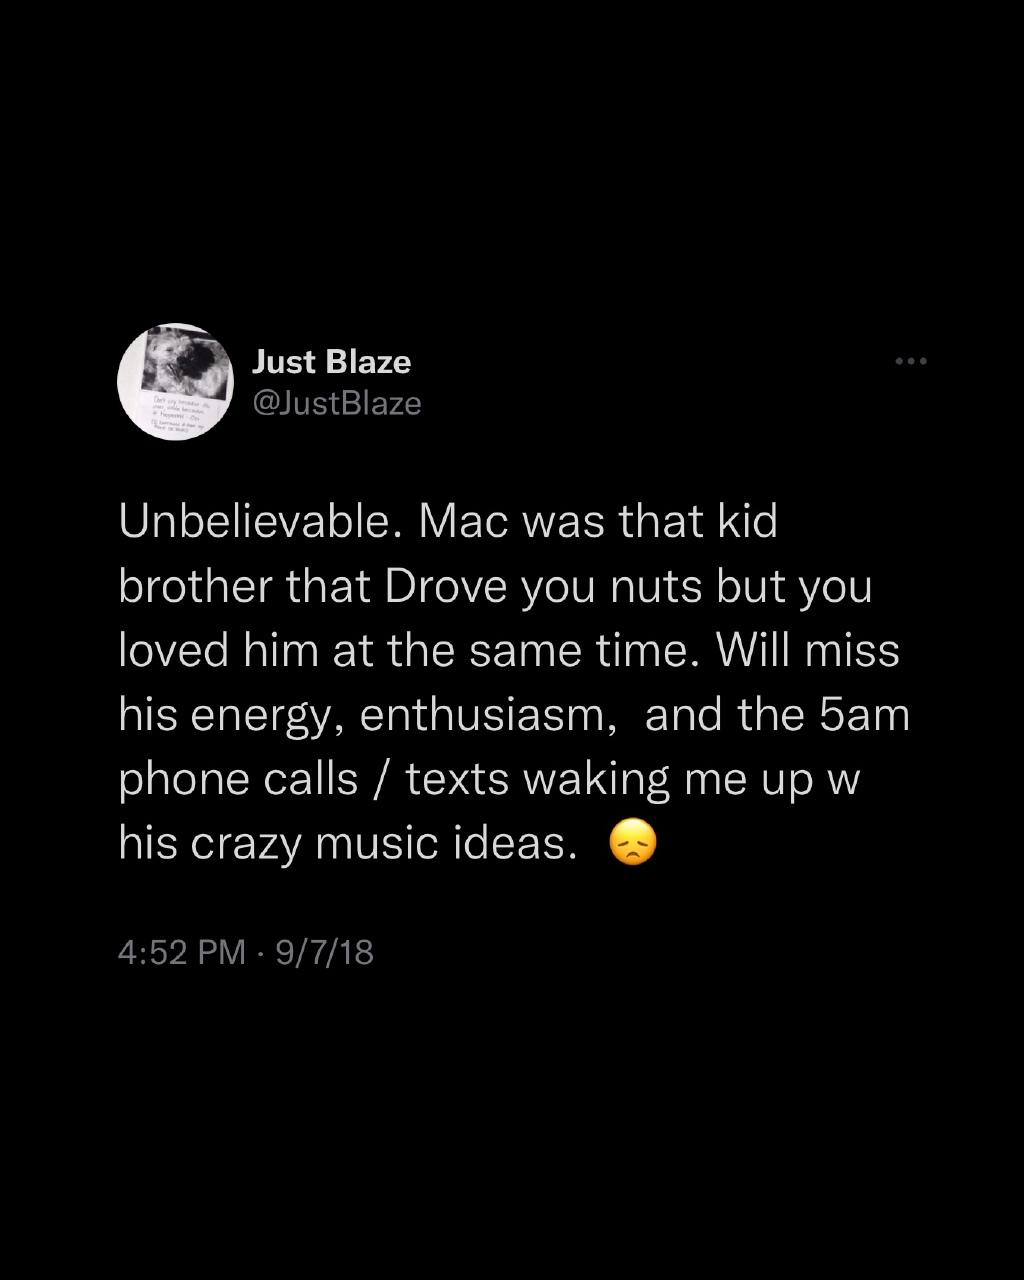 Just Blaze
@JustBlaze
Unbelievable. Mac was that kid
brother that Drove you nuts but you
loved him at the same time. Will miss
his energy, enthusiasm,  and the 5am
phone calls / texts waking me up w
his crazy music ideas.  😞
4:52 PM · 9/7/18